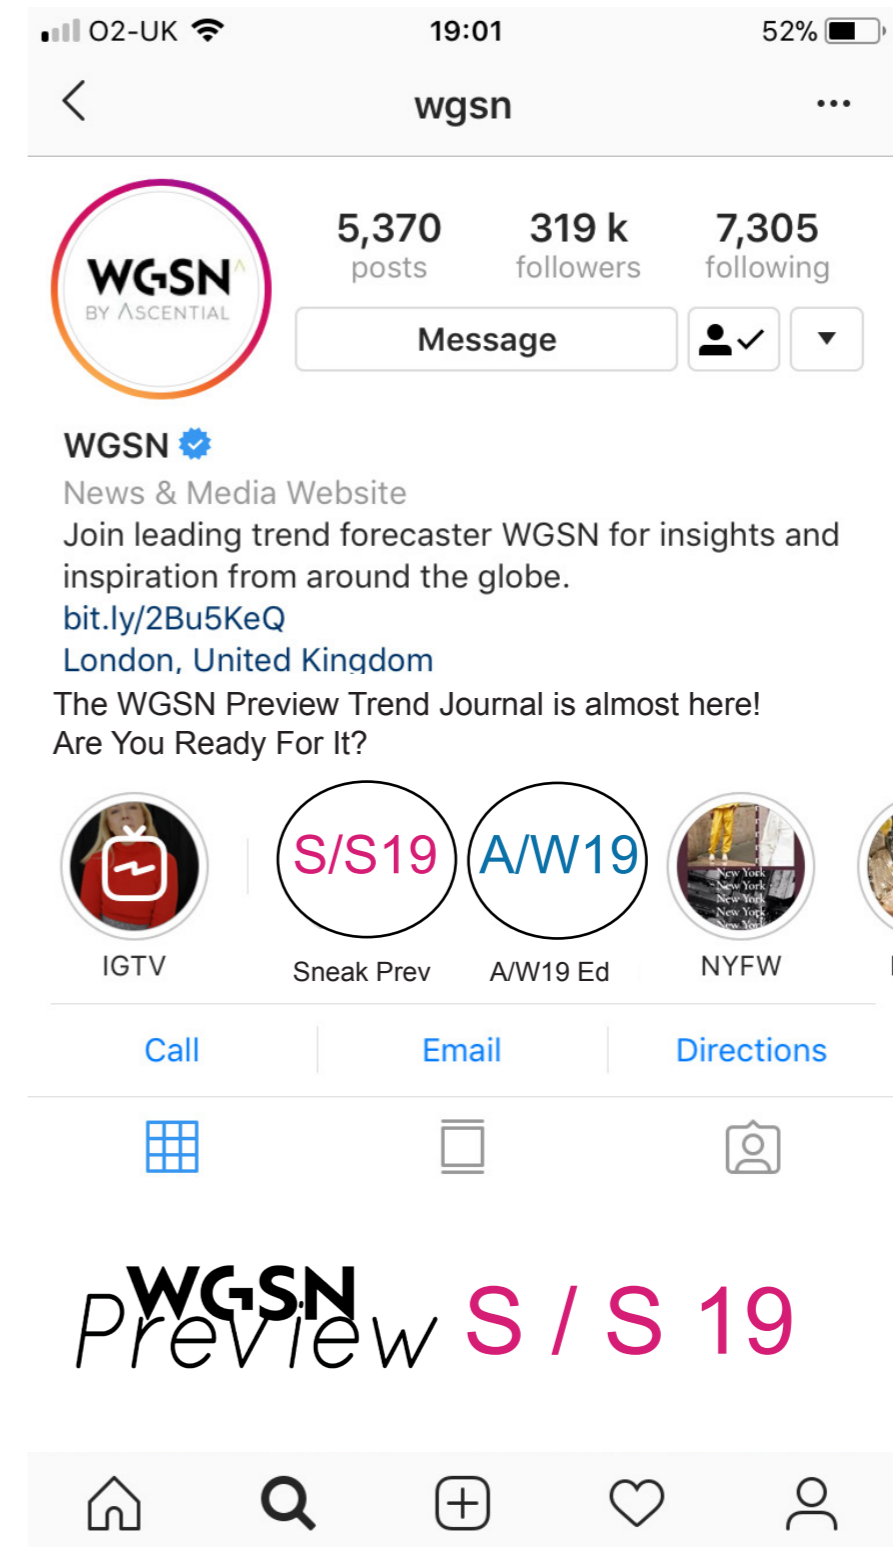 O2-UK 19:01 52%
wgsn
WGSN
BY ASCENTIAL
5,370 319 k 7,305
posts followers following
Message
WGSN
News & Media Website
Join leading trend forecaster WGSN for insights and
inspiration from around the globe.
bit.ly/2Bu5KeQ
London, United Kingdom
The WGSN Preview Trend Journal is almost here!
Are You Ready For It?
S/S19 A/W19
New York
New York
New York
New York
New York
IGTV Sneak Prev A/W19 Ed NYFW
Call Email Directions
WGSN
Preview S / S 19